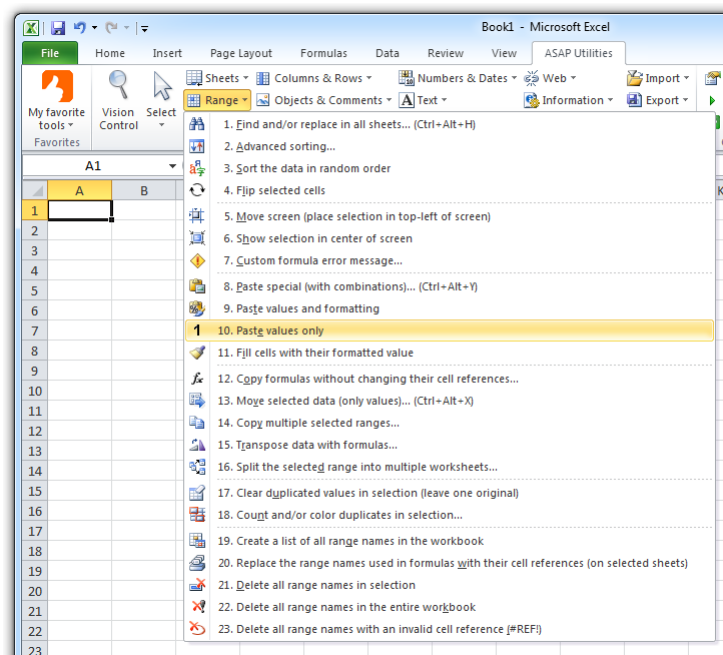 Book1 - Microsoft Excel
File Home Insert Page Layout Formulas Data Review View ASAP Utilities
Sheets Columns & Rows Numbers & Dates Web Import
My favorite tools Vision Control Select Range Objects & Comments Text Information Export
Favorites
A1
A B K
1
2
3
4
5
6
7
8
9
10
11
12
13
14
15
16
17
18
19
20
21
22
23
1. Find and/or replace in all sheets... (Ctrl+Alt+H)
2. Advanced sorting...
3. Sort the data in random order
4. Flip selected cells
5. Move screen (place selection in top-left of screen)
6. Show selection in center of screen
7. Custom formula error message...
8. Paste special (with combinations)... (Ctrl+Alt+Y)
9. Paste values and formatting
1 10. Paste values only
11. Fill cells with their formatted value
fx 12. Copy formulas without changing their cell references...
13. Move selected data (only values)... (Ctrl+Alt+X)
14. Copy multiple selected ranges...
15. Transpose data with formulas...
16. Split the selected range into multiple worksheets...
17. Clear duplicated values in selection (leave one original)
18. Count and/or color duplicates in selection...
19. Create a list of all range names in the workbook
20. Replace the range names used in formulas with their cell references (on selected sheets)
21. Delete all range names in selection
22. Delete all range names in the entire workbook
23. Delete all range names with an invalid cell reference (#REF!)